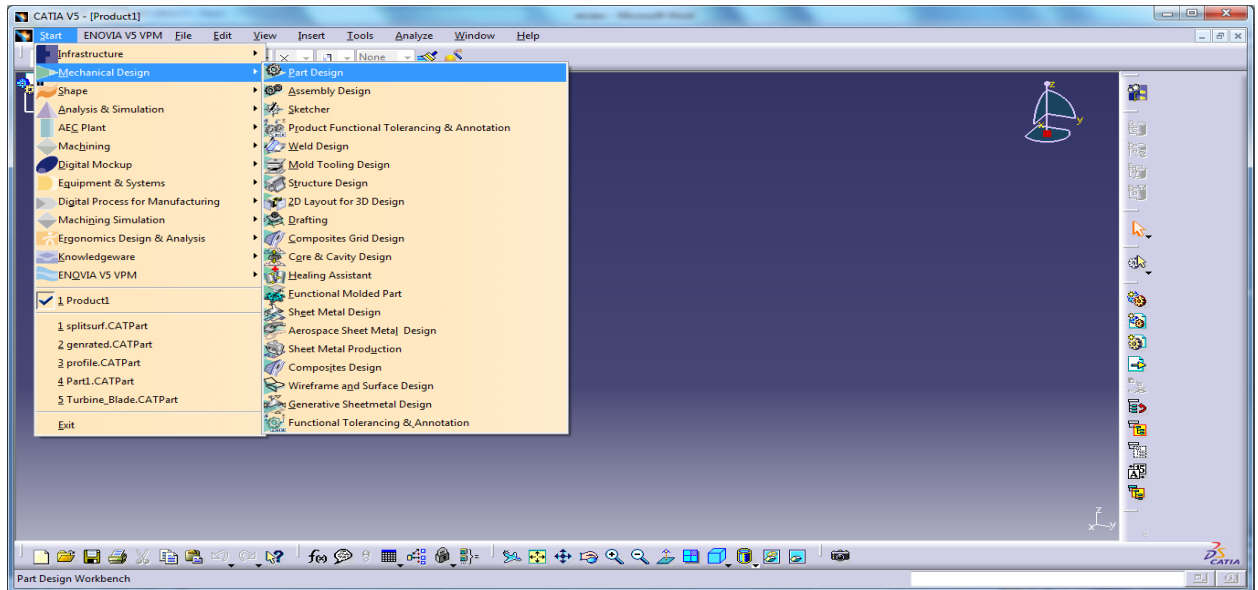 CATIA V5 - [Product1]
Start ENOVIA V5 VPM File Edit View Insert Tools Analyze Window Help
None
Infrastructure
Mechanical Design
Shape
Analysis & Simulation
AEC Plant
Machining
Digital Mockup
Equipment & Systems
Digital Process for Manufacturing
Machining Simulation
Ergonomics Design & Analysis
Knowledgeware
ENOVIA V5 VPM
1 Product1
1 splitsurf.CATPart
2 genrated.CATPart
3 profile.CATPart
4 Part1.CATPart
5 Turbine_Blade.CATPart
Exit
Part Design
Assembly Design
Sketcher
Product Functional Tolerancing & Annotation
Weld Design
Mold Tooling Design
Structure Design
2D Layout for 3D Design
Drafting
Composites Grid Design
Core & Cavity Design
Healing Assistant
Functional Molded Part
Sheet Metal Design
Aerospace Sheet Metal Design
Sheet Metal Production
Composites Design
Wireframe and Surface Design
Generative Sheetmetal Design
Functional Tolerancing & Annotation
z
y
x
z
x y
f(x)
CATIA
Part Design Workbench